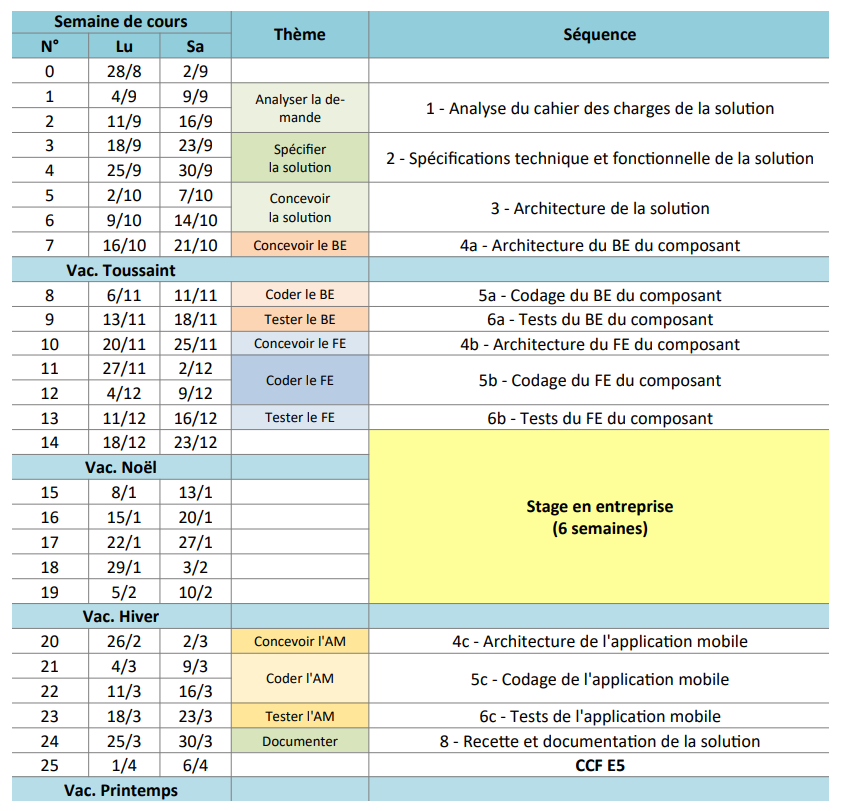 Semaine de cours
Thème
Séquence
N° Lu Sa
0 28/8 2/9
1 4/9 9/9
Analyser la de-
mande
1 - Analyse du cahier des charges de la solution
2 11/9 16/9
3 18/9 23/9
Spécifier
la solution
2 - Spécifications technique et fonctionnelle de la solution
4 25/9 30/9
5 2/10 7/10
Concevoir
la solution
3 - Architecture de la solution
6 9/10 14/10
7 16/10 21/10 Concevoir le BE 4a - Architecture du BE du composant
Vac. Toussaint
8 6/11 11/11 Coder le BE 5a - Codage du BE du composant
9 13/11 18/11 Tester le BE 6a - Tests du BE du composant
10 20/11 25/11 Concevoir le FE 4b - Architecture du FE du composant
11 27/11 2/12
Coder le FE 5b - Codage du FE du composant
12 4/12 9/12
13 11/12 16/12 Tester le FE 6b - Tests du FE du composant
14 18/12 23/12
Vac. Noël
15 8/1 13/1
Stage en entreprise
(6 semaines)
16 15/1 20/1
17 22/1 27/1
18 29/1 3/2
19 5/2 10/2
Vac. Hiver
20 26/2 2/3 Concevoir l'AM 4c - Architecture de l'application mobile
21 4/3 9/3
Coder l'AM 5c - Codage de l'application mobile
22 11/3 16/3
23 18/3 23/3 Tester l'AM 6c - Tests de l'application mobile
24 25/3 30/3 Documenter 8 - Recette et documentation de la solution
25 1/4 6/4 CCF E5
Vac. Printemps